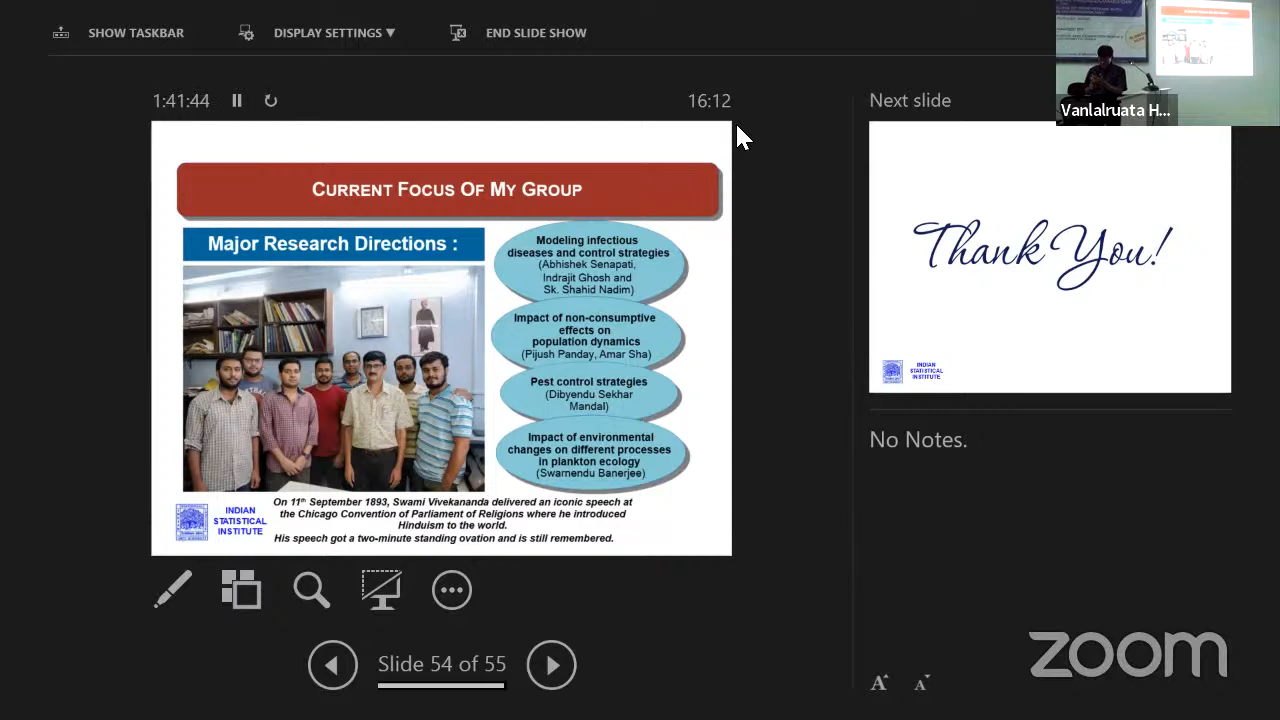 SHOW TASKBAR
DISPLAY SETTINGS ▼
END SLIDE SHOW
Vanlalruata H...
1:41:44
16:12
Next slide
CURRENT FOCUS OF MY GROUP
Major Research Directions :
Modeling infectious
diseases and control strategies
(Abhishek Senapati,
Indrajit Ghosh and
Sk. Shahid Nadim)
Impact of non-consumptive
effects on
population dynamics
(Pijush Panday, Amar Sha)
Pest control strategies
(Dibyendu Sekhar
Mandal)
Impact of environmental
changes on different processes
in plankton ecology
(Swarnendu Banerjee)
On 11th September 1893, Swami Vivekananda delivered an iconic speech at
the Chicago Convention of Parliament of Religions where he introduced
Hinduism to the world.
His speech got a two-minute standing ovation and is still remembered.
INDIAN
STATISTICAL
INSTITUTE
Thank You!
INDIAN
STATISTICAL
INSTITUTE
No Notes.
Slide 54 of 55
A A
zoom